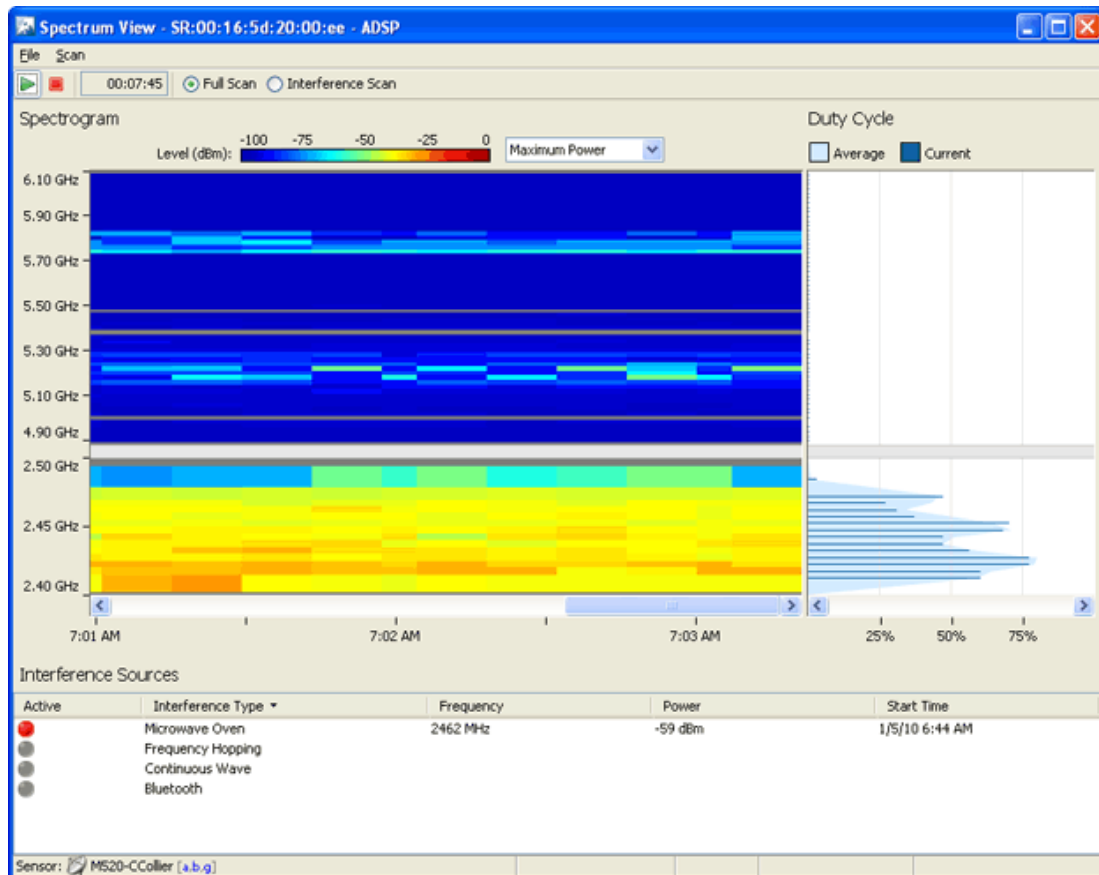 Spectrum View - SR:00:16:5d:20:00:ee - ADSP
File Scan
00:07:45 Full Scan Interference Scan
Spectrogram
Level (dBm): -100 -75 -50 -25 0 Maximum Power
Duty Cycle
Average Current
6.10 GHz
5.90 GHz
5.70 GHz
5.50 GHz
5.30 GHz
5.10 GHz
4.90 GHz
2.50 GHz
2.45 GHz
2.40 GHz
7:01 AM 7:02 AM 7:03 AM
25% 50% 75%
Interference Sources
Active Interference Type Frequency Power Start Time
Microwave Oven 2462 MHz -59 dBm 1/5/10 6:44 AM
Frequency Hopping
Continuous Wave
Bluetooth
Sensor: M520-CCollier [a,b,g]